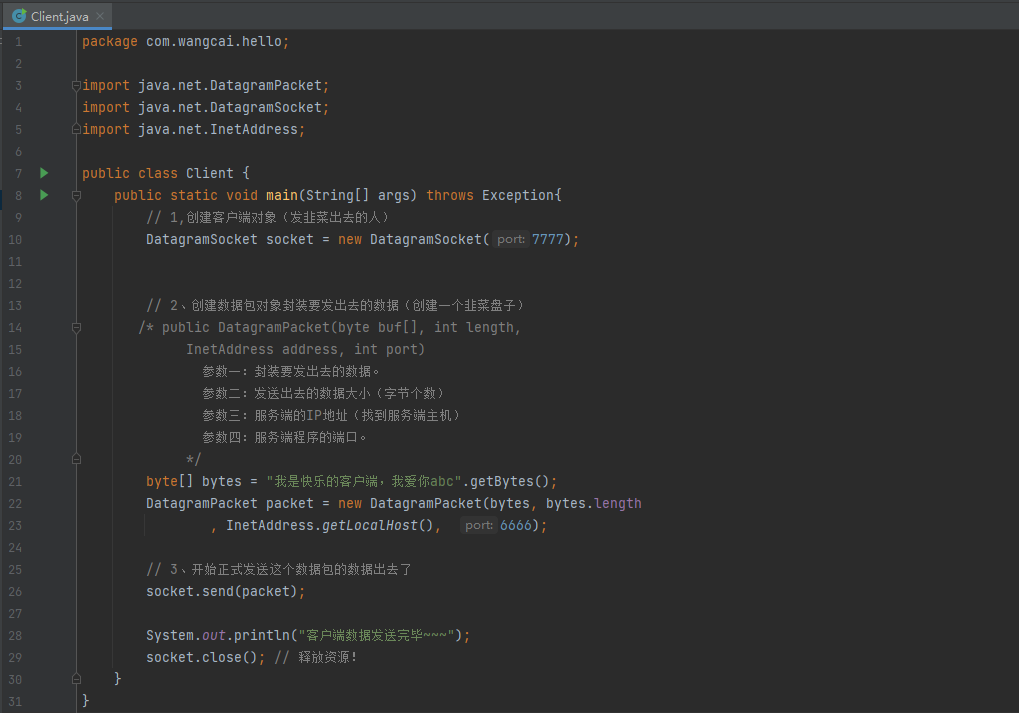 Client.java
1 package com.wangcai.hello;
2
3 import java.net.DatagramPacket;
4 import java.net.DatagramSocket;
5 import java.net.InetAddress;
6
7 public class Client {
8 public static void main(String[] args) throws Exception{
9 // 1,创建客户端对象（发韭菜出去的人）
10 DatagramSocket socket = new DatagramSocket( port: 7777);
11
12
13 // 2、创建数据包对象封装要发出去的数据（创建一个韭菜盘子）
14 /* public DatagramPacket(byte buf[], int length,
15 InetAddress address, int port)
16 参数一：封装要发出去的数据。
17 参数二：发送出去的数据大小（字节个数）
18 参数三：服务端的IP地址（找到服务端主机）
19 参数四：服务端程序的端口。
20 */
21 byte[] bytes = "我是快乐的客户端，我爱你abc".getBytes();
22 DatagramPacket packet = new DatagramPacket(bytes, bytes.length
23 , InetAddress.getLocalHost(), port: 6666);
24
25 // 3、开始正式发送这个数据包的数据出去了
26 socket.send(packet);
27
28 System.out.println("客户端数据发送完毕~~~");
29 socket.close(); // 释放资源!
30 }
31 }